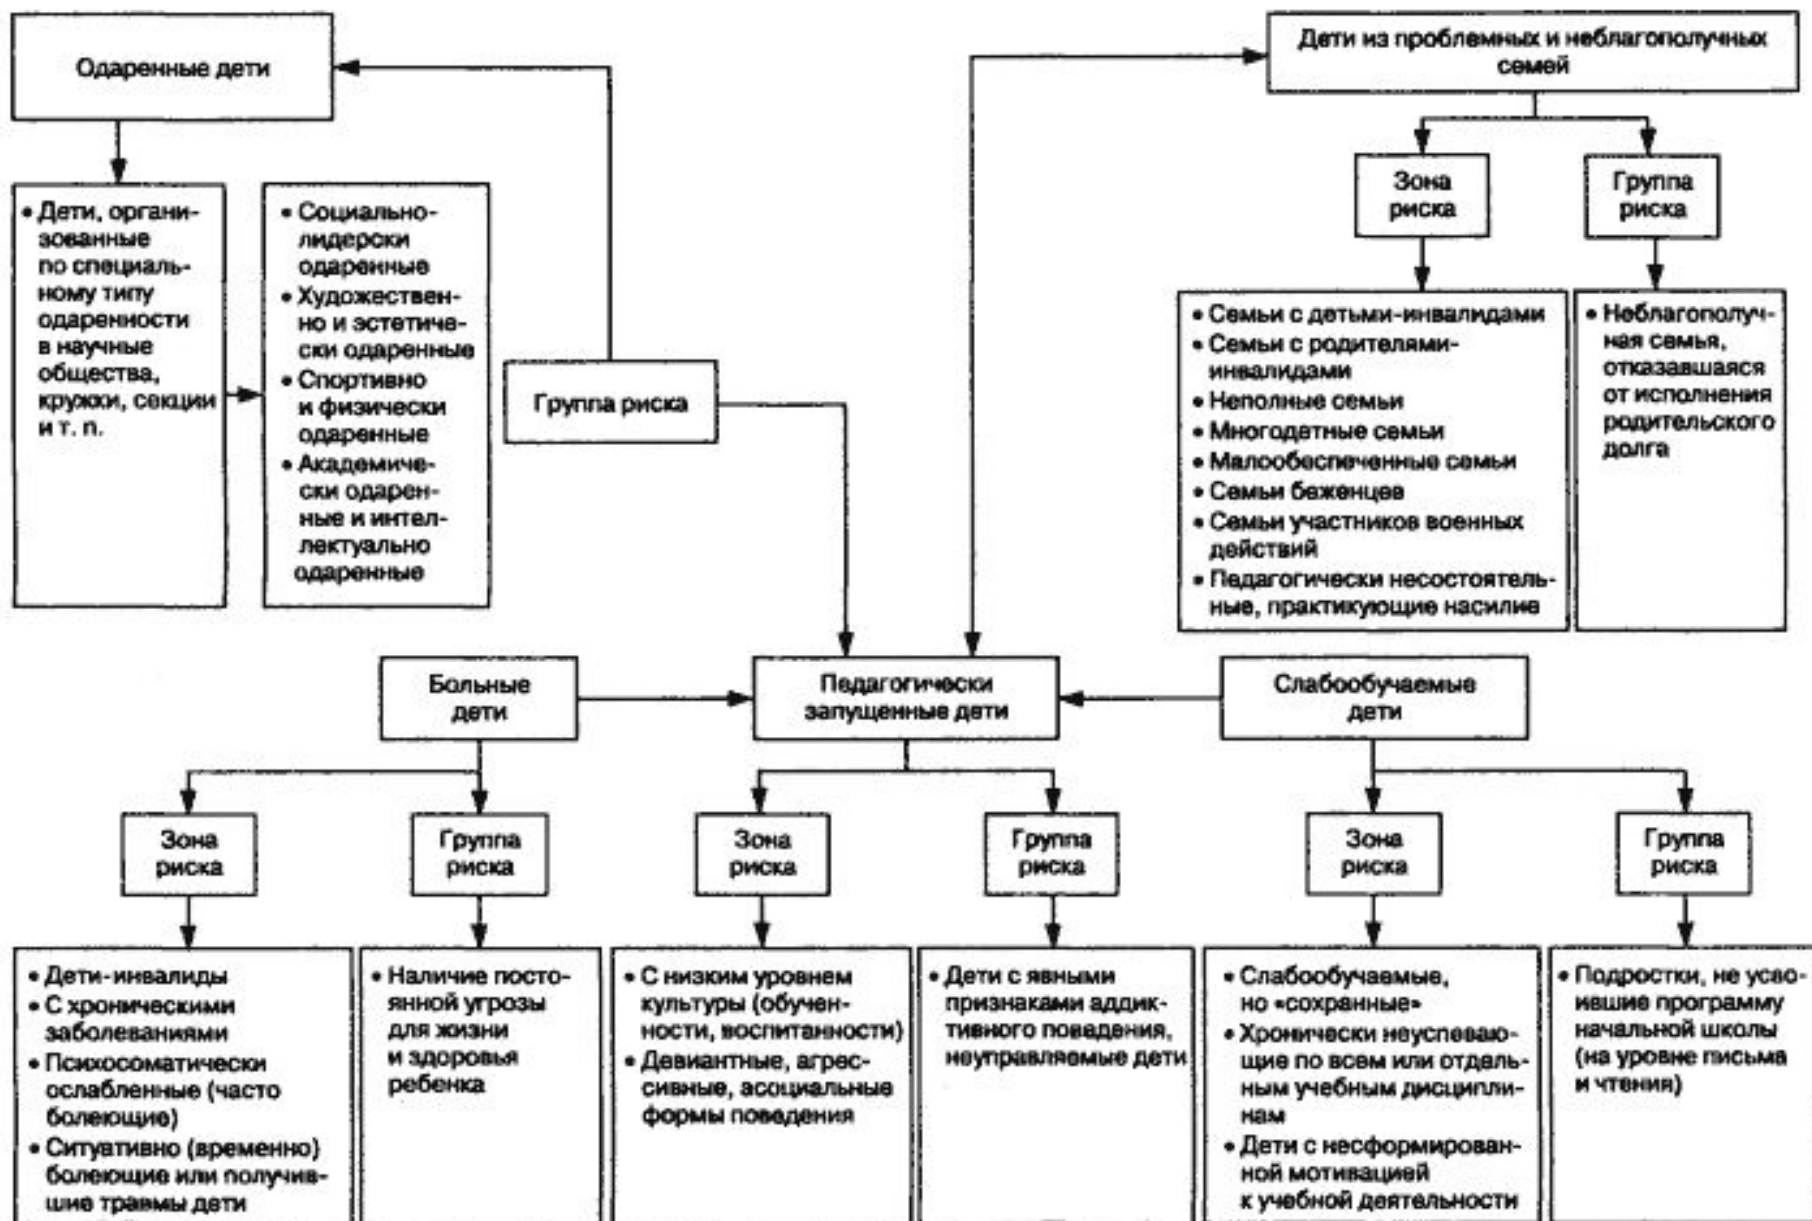 Одаренные дети
Дети из проблемных и неблагополучных
семей
Зона
риска
Группа
риска
• Дети, органи-
зованные
по специаль-
ному типу
одаренности
в научные
общества,
кружки, секции
и т. п.
• Социально-
лидерски
одаренные
• Художествен-
но и эстетиче-
ски одаренные
• Спортивно
и физически
одаренные
• Академиче-
ски одарен-
ные и интел-
лектуально
одаренные
Группа риска
• Семьи с детьми-инвалидами
• Семьи с родителями-
инвалидами
• Неполные семьи
• Многодетные семьи
• Малообеспеченные семьи
• Семьи беженцев
• Семьи участников военных
действий
• Педагогически несостоятель-
ные, практикующие насилие
• Неблагополуч-
ная семья,
отказавшаяся
от исполнения
родительского
долга
Больные
дети
Педагогически
запущенные дети
Слабообучаемые
дети
Зона
риска
Группа
риска
Зона
риска
Группа
риска
Зона
риска
Группа
риска
• Дети-инвалиды
• С хроническими
заболеваниями
• Психосоматически
ослабленные (часто
болеющие)
• Ситуативно (временно)
болеющие или получив-
шие травмы дети
• Наличие посто-
янной угрозы
для жизни
и здоровья
ребенка
• С низким уровнем
культуры (обучен-
ности, воспитанности)
• Девиантные, агрес-
сивные, асоциальные
формы поведения
• Дети с явными
признаками аддик-
тивного поведения,
неуправляемые дети
• Слабообучаемые,
но «сохранные»
• Хронически неуспеваю-
щие по всем или отдель-
ным учебным дисципли-
нам
• Дети с несформирован-
ной мотивацией
к учебной деятельности
• Подростки, не усво-
ившие программу
начальной школы
(на уровне письма
и чтения)